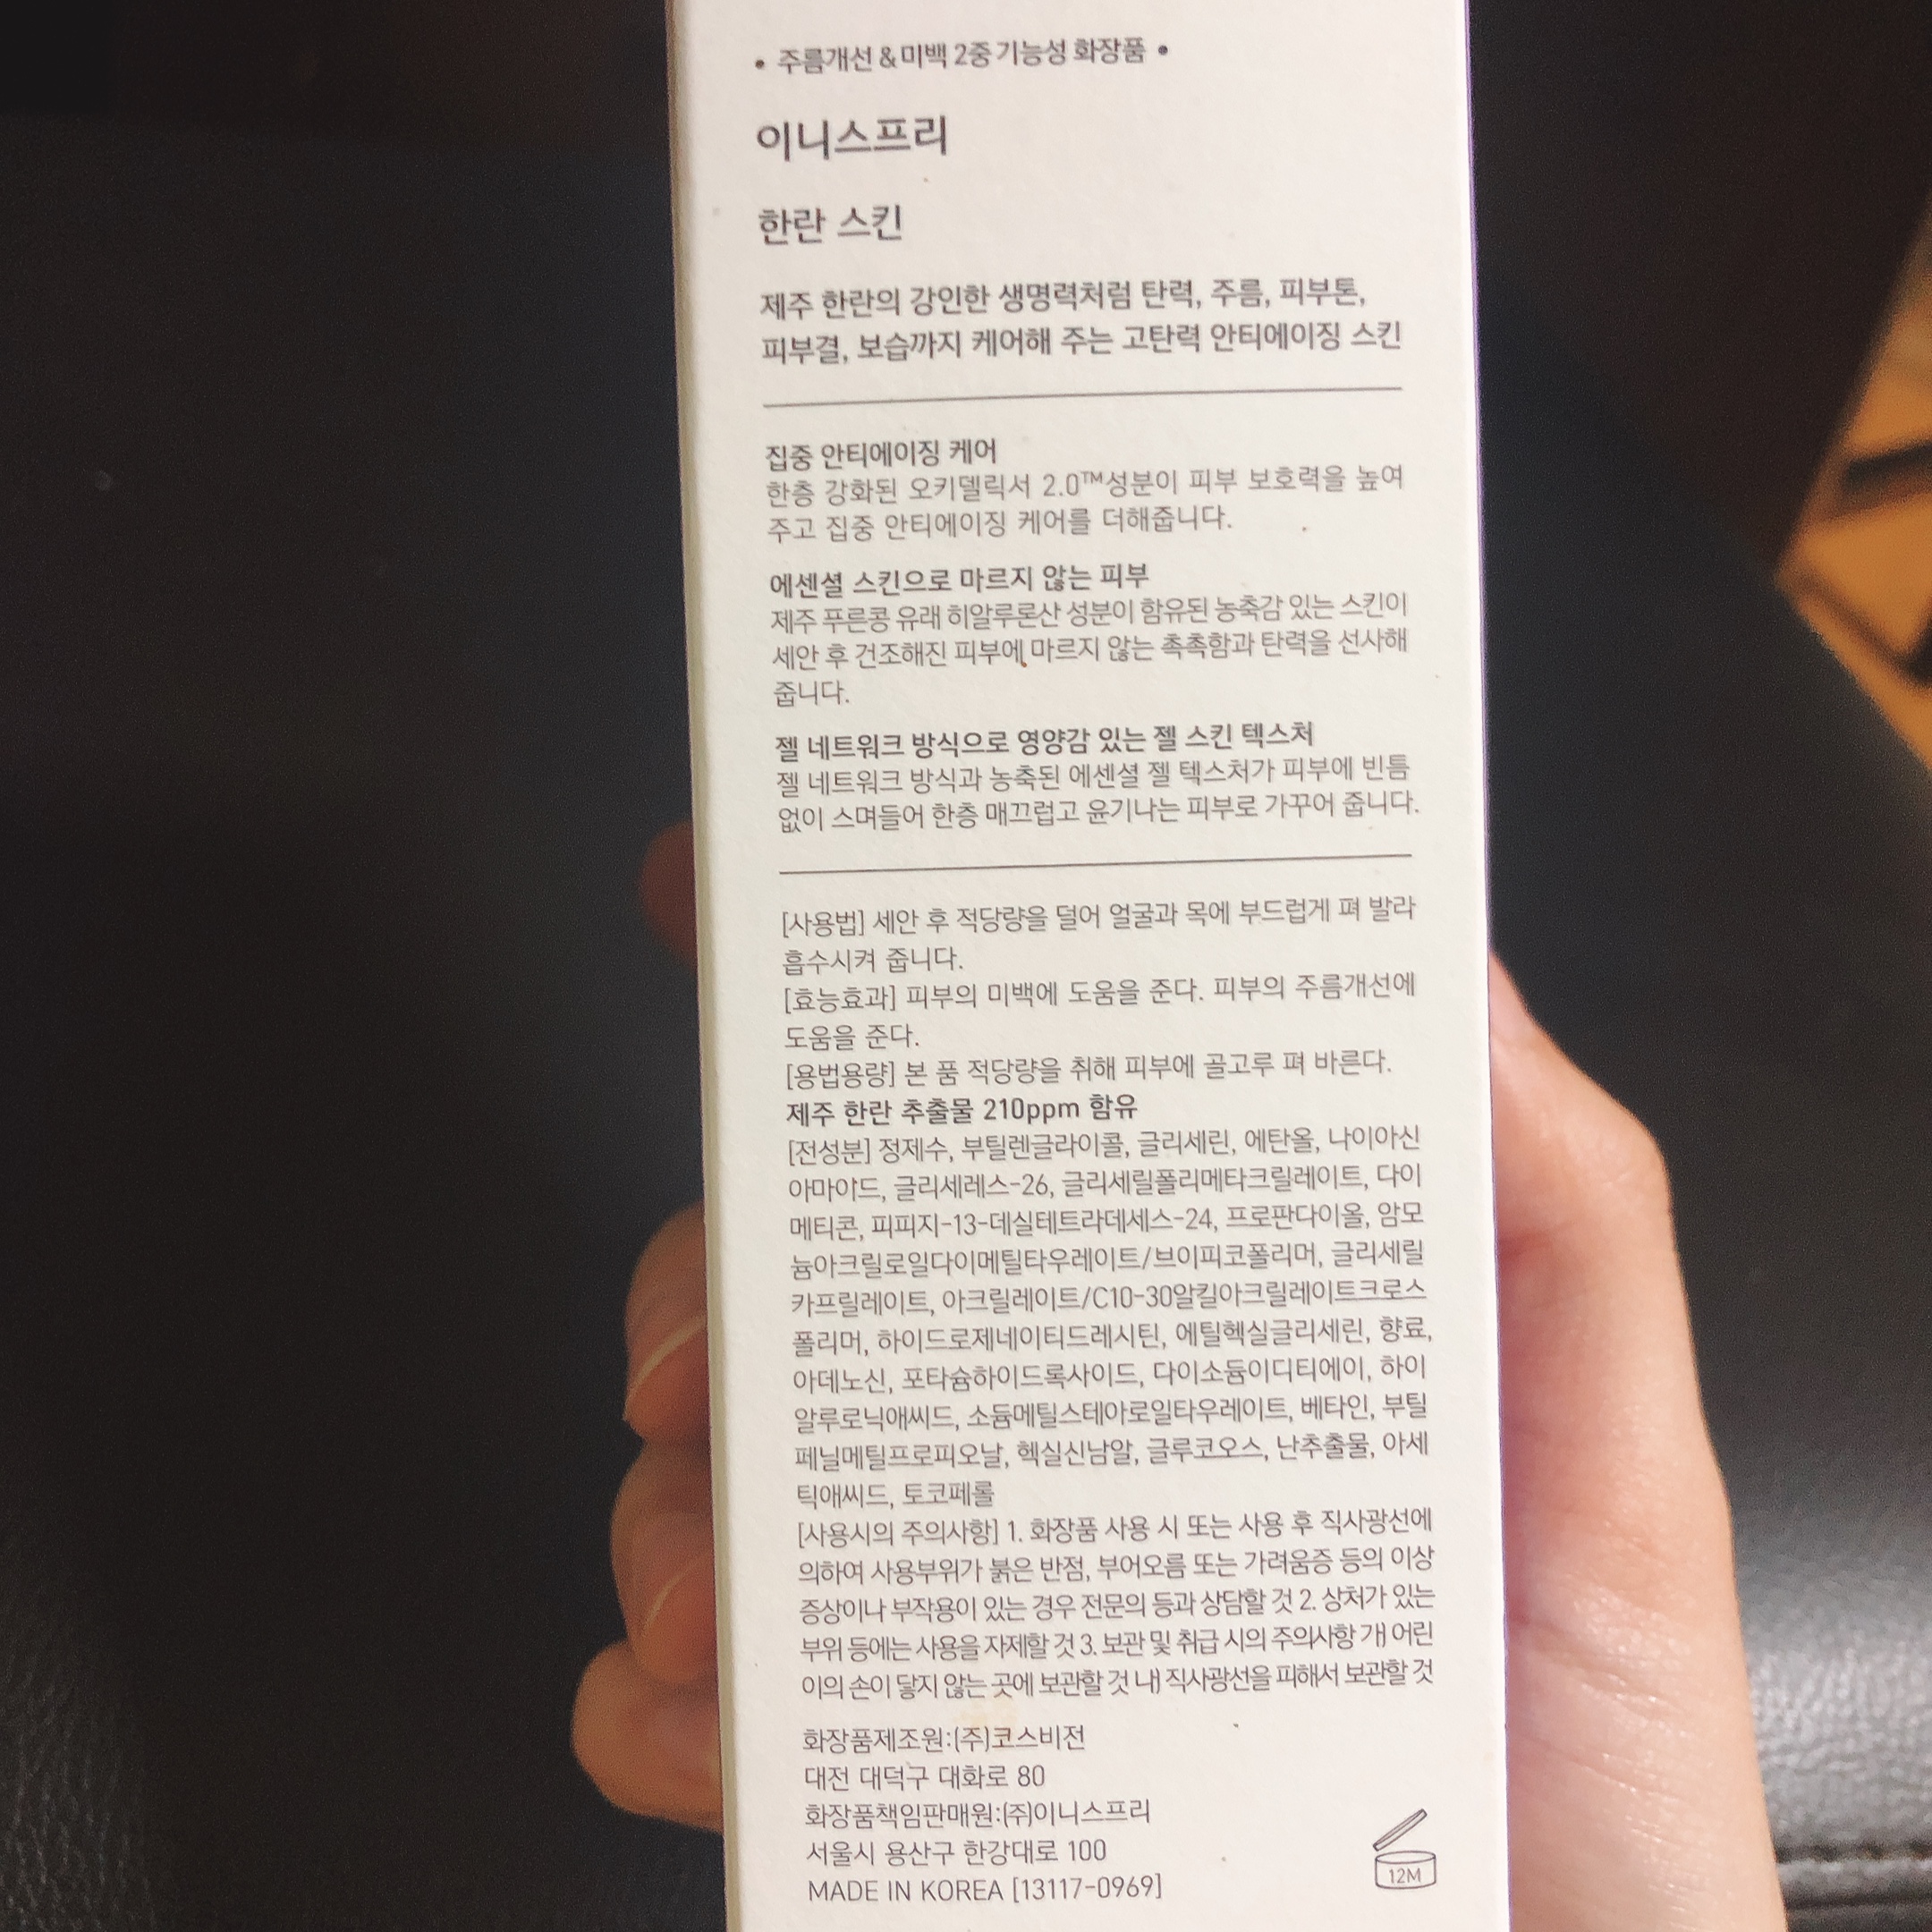 • 주름개선 & 미백 2중 기능성 화장품 •
이니스프리
한란 스킨
제주 한란의 강인한 생명력처럼 탄력, 주름, 피부톤,
피부결, 보습까지 케어해 주는 고탄력 안티에이징 스킨
집중 안티에이징 케어
한층 강화된 오키델릭서 2.0™성분이 피부 보호력을 높여
주고 집중 안티에이징 케어를 더해줍니다.
에센셜 스킨으로 마르지 않는 피부
제주 푸른콩 유래 히알루론산 성분이 함유된 농축감 있는 스킨이
세안 후 건조해진 피부에 마르지 않는 촉촉함과 탄력을 선사해
줍니다.
젤 네트워크 방식으로 영양감 있는 젤 스킨 텍스처
젤 네트워크 방식과 농축된 에센셜 젤 텍스처가 피부에 빈틈
없이 스며들어 한층 매끄럽고 윤기나는 피부로 가꾸어 줍니다.
[사용법] 세안 후 적당량을 덜어 얼굴과 목에 부드럽게 펴 발라
흡수시켜 줍니다.
[효능효과] 피부의 미백에 도움을 준다. 피부의 주름개선에
도움을 준다.
[용법용량] 본 품 적당량을 취해 피부에 골고루 펴 바른다.
제주 한란 추출물 210ppm 함유
[전성분] 정제수, 부틸렌글라이콜, 글리세린, 에탄올, 나이아신
아마이드, 글리세레스-26, 글리세릴폴리메타크릴레이트, 다이
메티콘, 피피지-13-데실테트라데세스-24, 프로판다이올, 암모
늄아크릴로일다이메틸타우레이트/브이피코폴리머, 글리세릴
카프릴레이트, 아크릴레이트/C10-30알킬아크릴레이트크로스
폴리머, 하이드로제네이티드레시틴, 에틸헥실글리세린, 향료,
아데노신, 포타슘하이드록사이드, 다이소듐이디티에이, 하이
알루로닉애씨드, 소듐메틸스테아로일타우레이트, 베타인, 부틸
페닐메틸프로피오날, 헥실신남알, 글루코오스, 난추출물, 아세
틱애씨드, 토코페롤
[사용시의 주의사항] 1. 화장품 사용 시 또는 사용 후 직사광선에
의하여 사용부위가 붉은 반점, 부어오름 또는 가려움증 등의 이상
증상이나 부작용이 있는 경우 전문의 등과 상담할 것 2. 상처가 있는
부위 등에는 사용을 자제할 것 3. 보관 및 취급 시의 주의사항 가) 어린
이의 손이 닿지 않는 곳에 보관할 것 나) 직사광선을 피해서 보관할 것
화장품제조원:(주)코스비전
대전 대덕구 대화로 80
화장품책임판매원:(주)이니스프리
서울시 용산구 한강대로 100
MADE IN KOREA [13117-0969]
12M